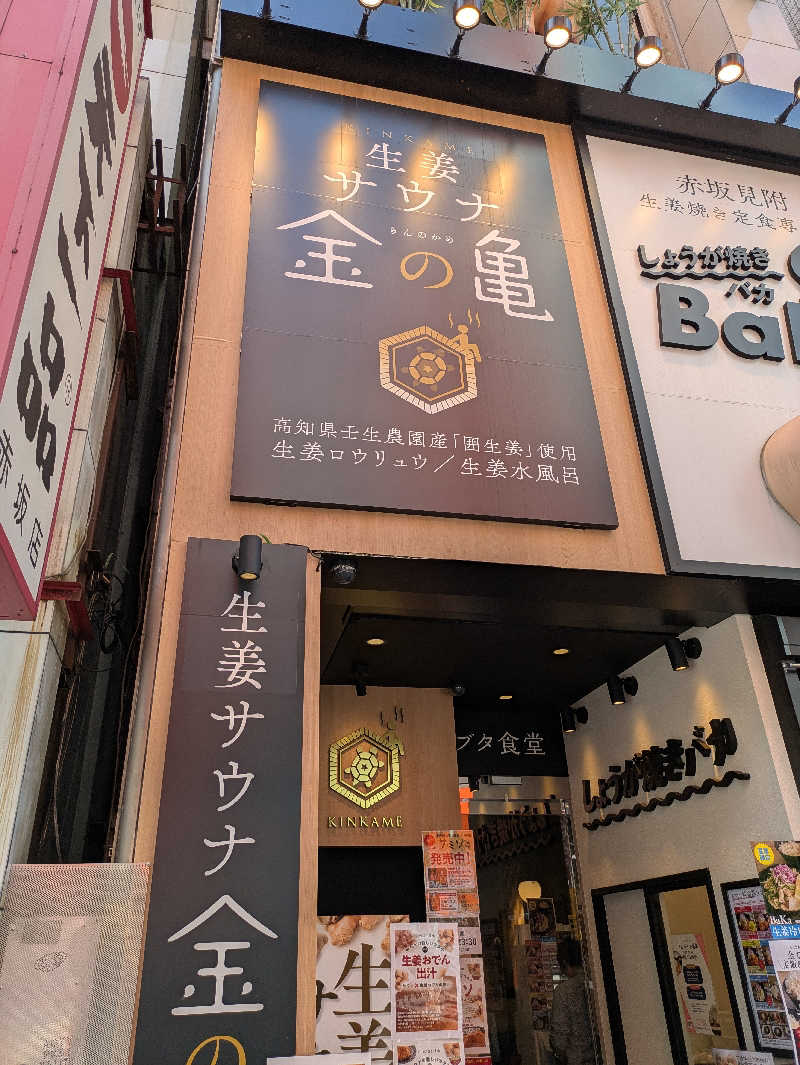 KINKAME
生姜
サウナ
きんのかめ
金の亀
高知県壬生農園産「囲生姜」使用
生姜ロウリュウ／生姜水風呂
赤坂見附
生姜焼き定食専
しょうが焼き
バカ
Ba
品
赤坂店
生姜サウナ金の
KINKAME
ブタ食堂
しょうが焼きバカ
発売中!
生姜おでん
出汁
生姜